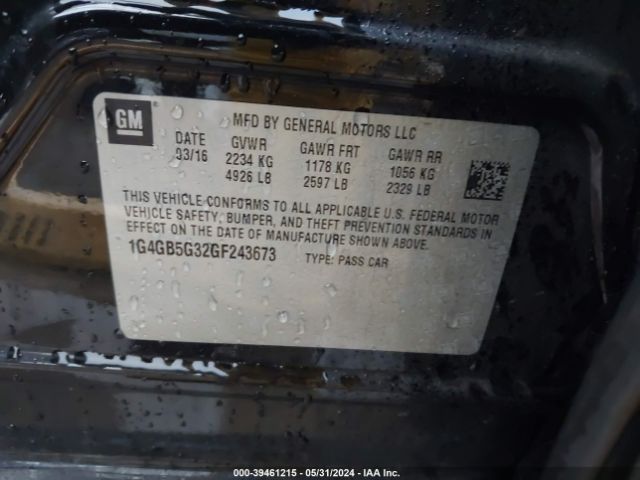 GM
MFD BY GENERAL MOTORS LLC
DATE GVWR GAWR FRT GAWR RR
03/16 2234 KG 1178 KG 1056 KG
4926 LB 2597 LB 2329 LB
THIS VEHICLE CONFORMS TO ALL APPLICABLE U.S. FEDERAL MOTOR
VEHICLE SAFETY, BUMPER, AND THEFT PREVENTION STANDARDS IN
EFFECT ON THE DATE OF MANUFACTURE SHOWN ABOVE.
1G4GB5G32GF243673 TYPE: PASS CAR
© - 39461215 - 05/31/2024 - IAA Inc.